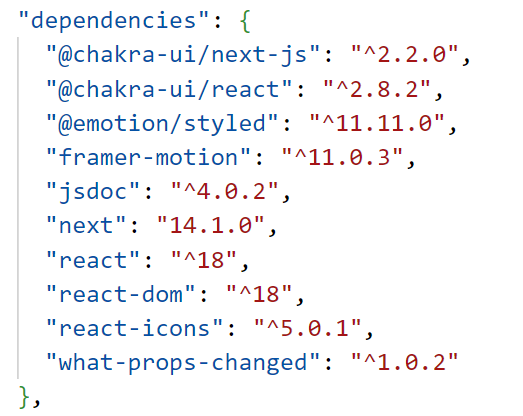 "dependencies": {
"@chakra-ui/next-js": "^2.2.0",
"@chakra-ui/react": "^2.8.2",
"@emotion/styled": "^11.11.0",
"framer-motion": "^11.0.3",
"jsdoc": "^4.0.2",
"next": "14.1.0",
"react": "^18",
"react-dom": "^18",
"react-icons": "^5.0.1",
"what-props-changed": "^1.0.2"
},